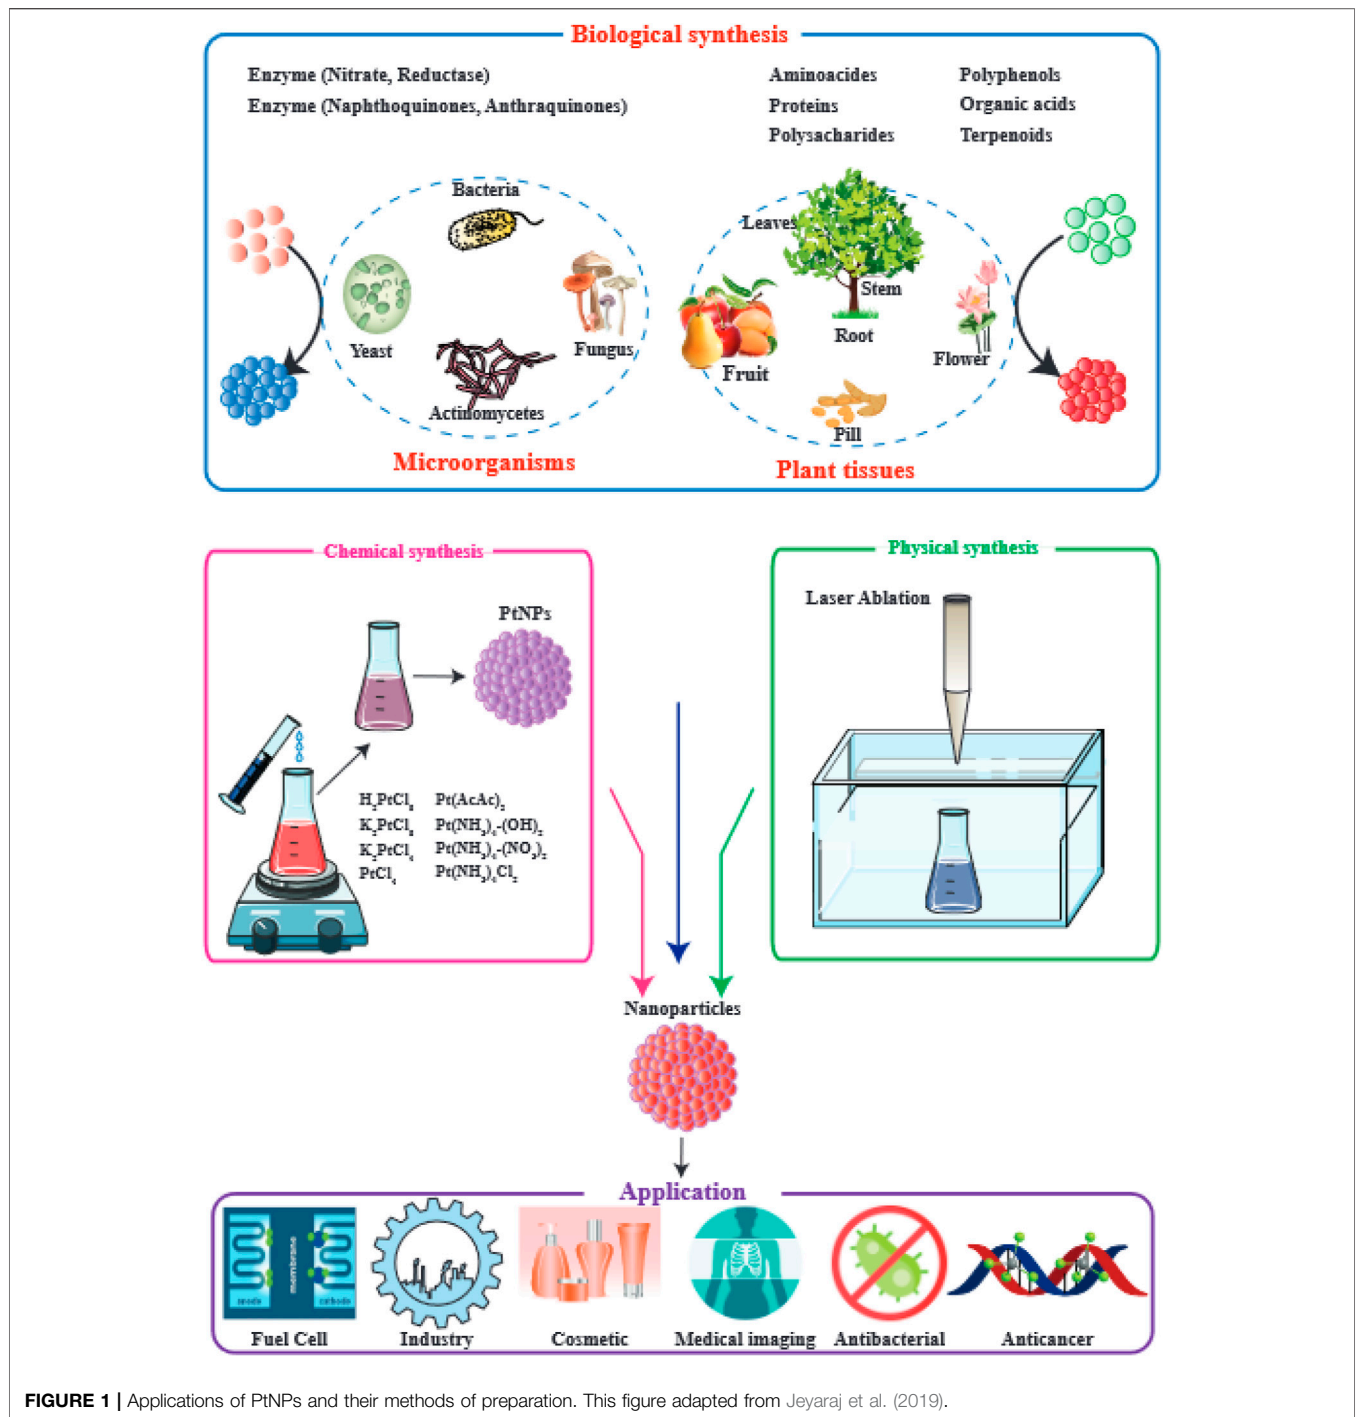 Biological synthesis
Enzyme (Nitrate, Reductase)
Enzyme (Naphthoquinones, Anthraquinones)
Aminoacides
Proteins
Polysacharides
Polyphenols
Organic acids
Terpenoids
Bacteria
Yeast
Fungus
Actinomycetes
Microorganisms
Leaves
Stem
Root
Fruit
Flower
Pill
Plant tissues
Chemical synthesis
PtNPs
H₂PtCl₆
K₂PtCl₆
K₂PtCl₄
PtCl₄
Pt(AcAc)₂
Pt(NH₃)₄-(OH)₂
Pt(NH₃)₄-(NO₃)₂
Pt(NH₃)₄Cl₂
Physical synthesis
Laser Ablation
Nanoparticles
Application
anode
membrane
cathode
Fuel Cell
Industry
Cosmetic
Medical imaging
Antibacterial
Anticancer
FIGURE 1 | Applications of PtNPs and their methods of preparation. This figure adapted from Jeyaraj et al. (2019).